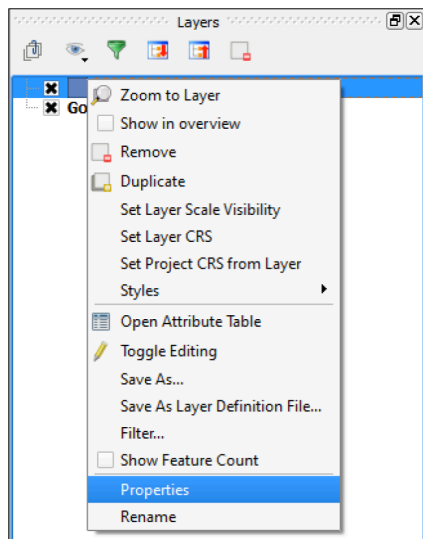 Layers
Zoom to Layer
Go
Show in overview
Remove
Duplicate
Set Layer Scale Visibility
Set Layer CRS
Set Project CRS from Layer
Styles
Open Attribute Table
Toggle Editing
Save As...
Save As Layer Definition File...
Filter...
Show Feature Count
Properties
Rename